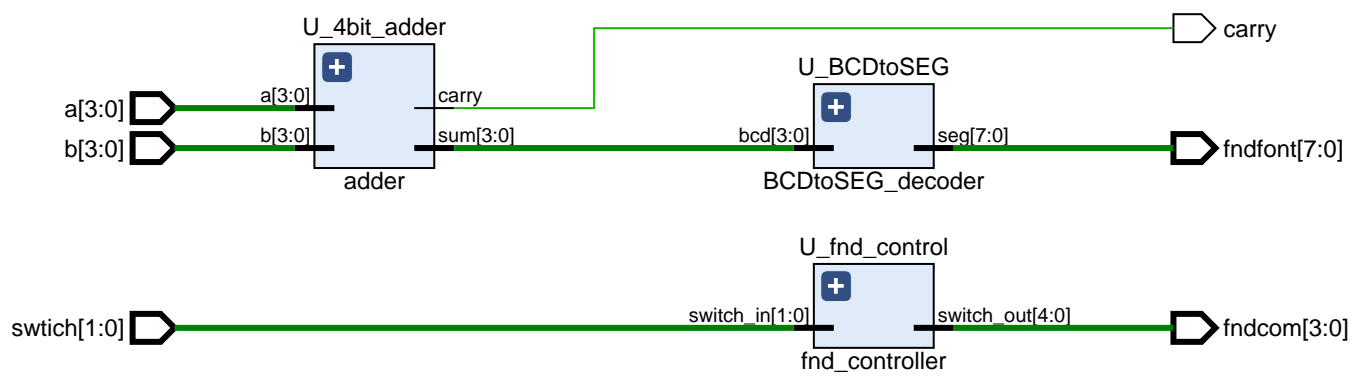 U_4bit_adder
carry
U_BCDtoSEG
a[3:0]
a[3:0]
carry
b[3:0]
b[3:0]
sum[3:0]
bcd[3:0]
seg[7:0]
fndfont[7:0]
adder
BCDtoSEG_decoder
U_fnd_control
swtich[1:0]
switch_in[1:0]
switch_out[4:0]
fndcom[3:0]
fnd_controller